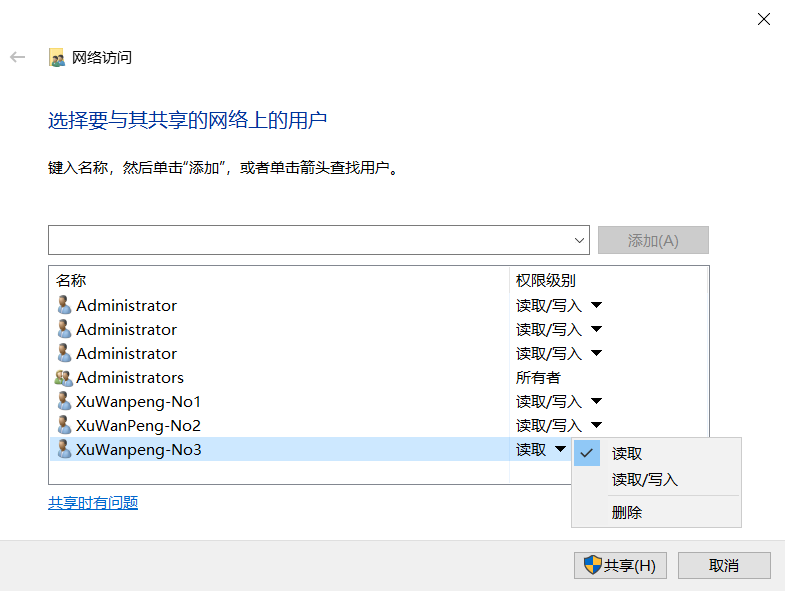 网络访问
选择要与其共享的网络上的用户
键入名称，然后单击“添加”，或者单击箭头查找用户。
添加(A)
名称 权限级别
Administrator 读取/写入
Administrator 读取/写入
Administrator 读取/写入
Administrators 所有者
XuWanpeng-No1 读取/写入
XuWanPeng-No2 读取/写入
XuWanpeng-No3 读取
读取
读取/写入
删除
共享时有问题
共享(H) 取消